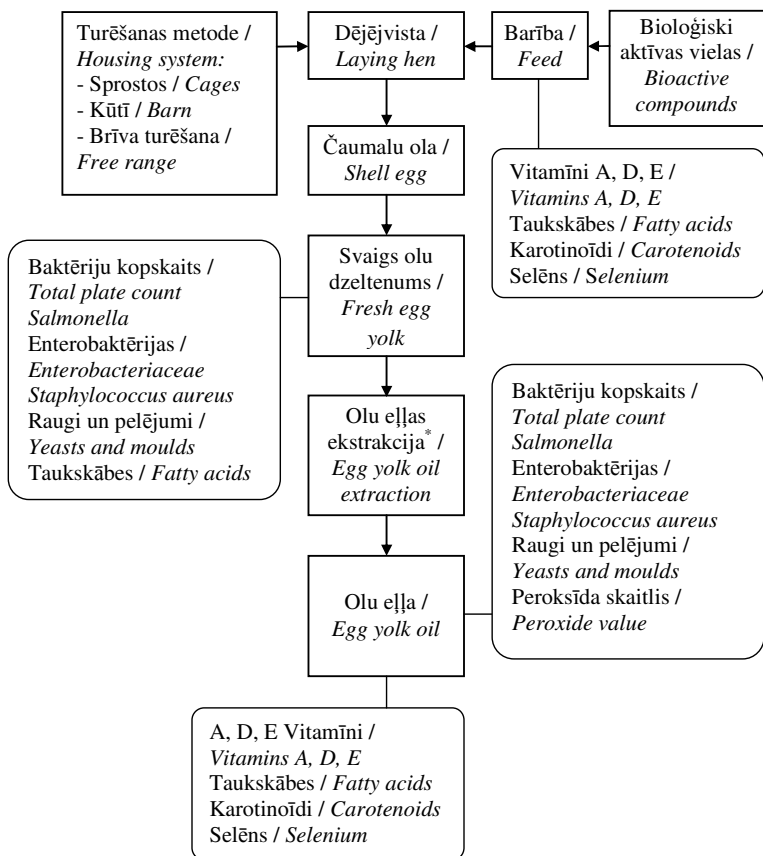 Turēšanas metode /
Housing system:
- Sprostos / Cages
- Kūtī / Barn
- Brīva turēšana /
Free range
Dējējvista /
Laying hen
Barība /
Feed
Bioloģiski
aktīvas vielas /
Bioactive
compounds
Čaumalu ola /
Shell egg
Vitamīni A, D, E /
Vitamins A, D, E
Taukskābes / Fatty acids
Karotinoīdi / Carotenoids
Selēns / Selenium
Baktēriju kopskaits /
Total plate count
Salmonella
Enterobaktērijas /
Enterobacteriaceae
Staphylococcus aureus
Raugi un pelējumi /
Yeasts and moulds
Taukskābes / Fatty acids
Svaigs olu
dzeltenums /
Fresh egg
yolk
Olu eļļas
ekstrakcija* /
Egg yolk oil
extraction
Baktēriju kopskaits /
Total plate count
Salmonella
Enterobaktērijas /
Enterobacteriaceae
Staphylococcus aureus
Raugi un pelējumi /
Yeasts and moulds
Peroksīda skaitlis /
Peroxide value
Olu eļļa /
Egg yolk oil
A, D, E Vitamīni /
Vitamins A, D, E
Taukskābes / Fatty acids
Karotinoīdi / Carotenoids
Selēns / Selenium